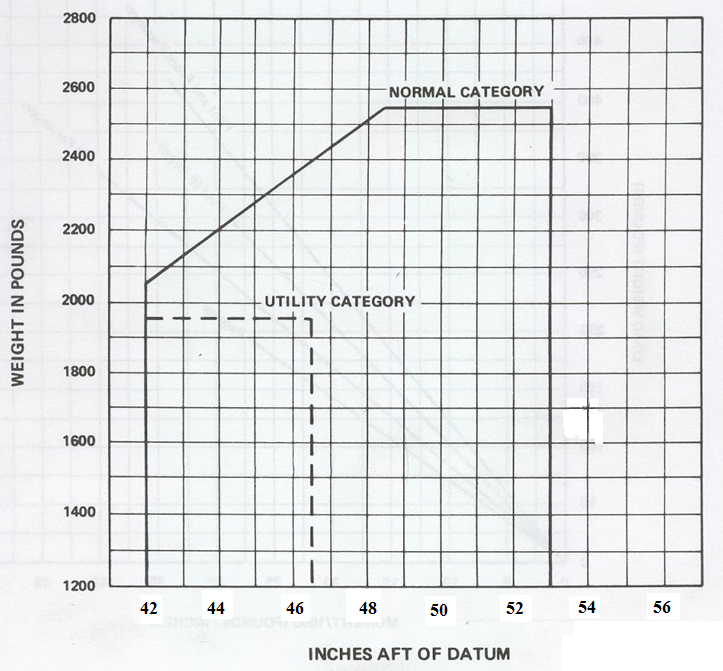 2800
2600
NORMAL CATEGORY
2400
2200
2000
UTILITY CATEGORY
1800
1600
1400
1200
WEIGHT IN POUNDS
42 44 46 48 50 52 54 56
INCHES AFT OF DATUM